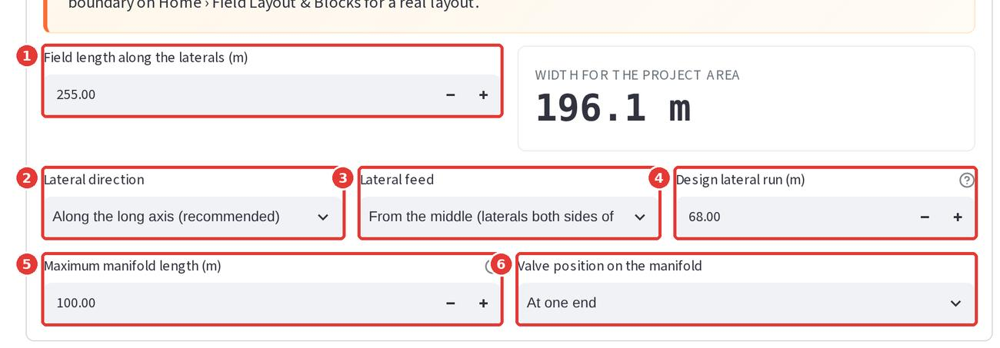 boundary on Home › Field Layout & Blocks for a real layout.
1 Field length along the laterals (m)
255.00 − +
WIDTH FOR THE PROJECT AREA
196.1 m
2 Lateral direction
Along the long axis (recommended)
3 Lateral feed
From the middle (laterals both sides of
4 Design lateral run (m) ?
68.00 − +
5 Maximum manifold length (m)
100.00 − +
6 Valve position on the manifold
At one end